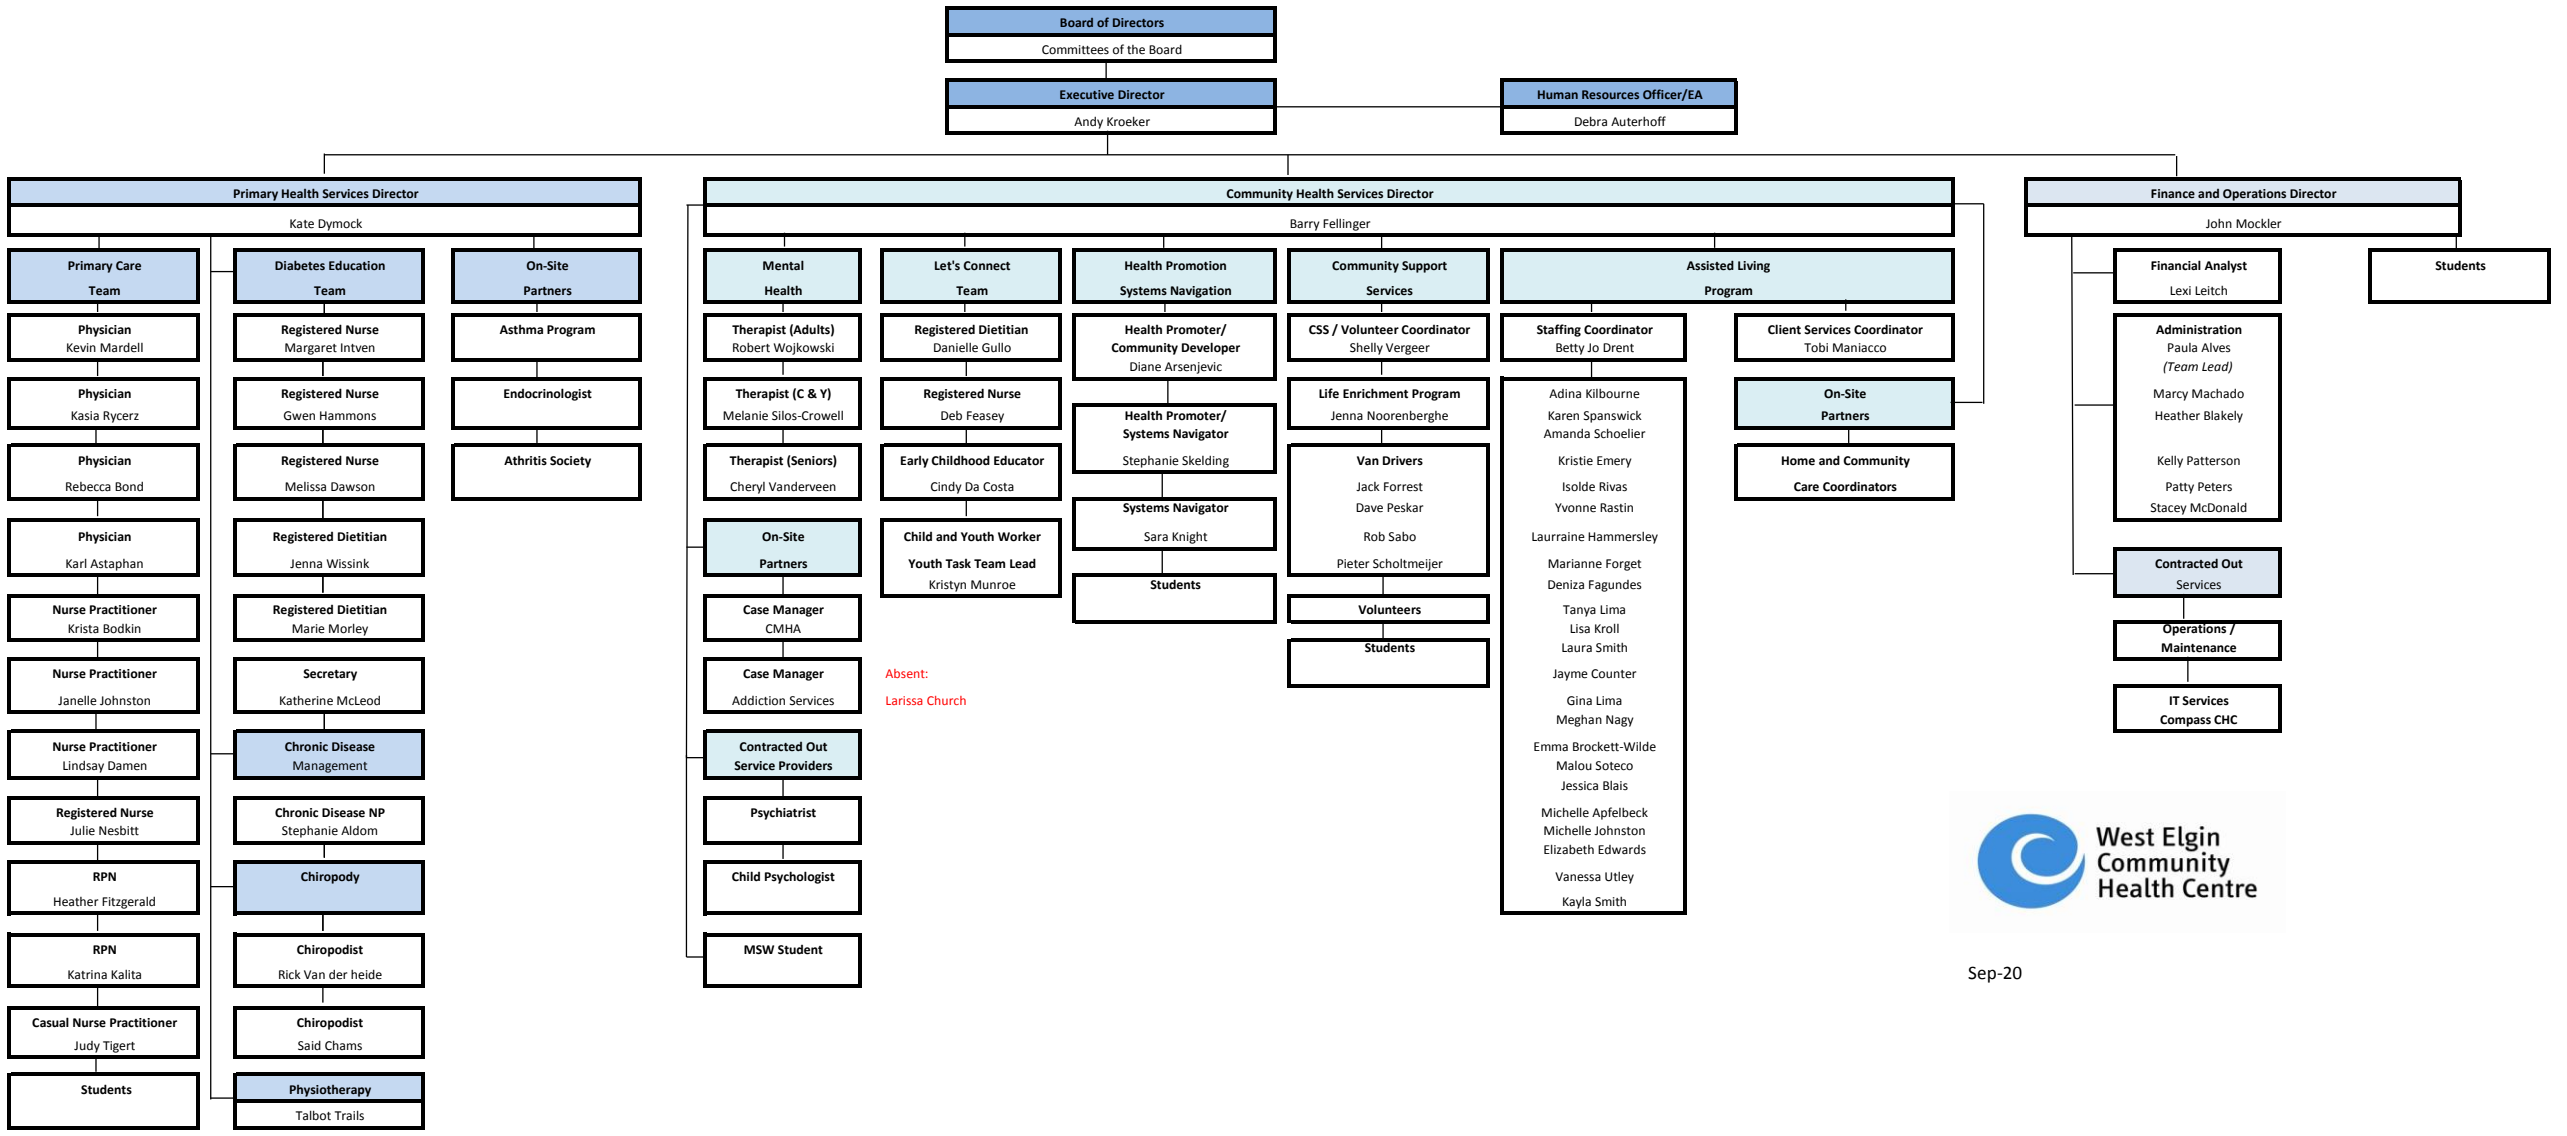 Board of Directors
Committees of the Board
Executive Director
Andy Kroeker
Human Resources Officer/EA
Debra Auterhoff
Primary Health Services Director
Kate Dymock
Primary Care
Team
Physician
Kevin Mardell
Physician
Kasia Rycerz
Physician
Rebecca Bond
Physician
Karl Astaphan
Nurse Practitioner
Krista Bodkin
Nurse Practitioner
Janelle Johnston
Nurse Practitioner
Lindsay Damen
Registered Nurse
Julie Nesbitt
RPN
Heather Fitzgerald
RPN
Katrina Kalita
Casual Nurse Practitioner
Judy Tigert
Students
Diabetes Education
Team
Registered Nurse
Margaret Intven
Registered Nurse
Gwen Hammons
Registered Nurse
Melissa Dawson
Registered Dietitian
Jenna Wissink
Registered Dietitian
Marie Morley
Secretary
Katherine McLeod
Chronic Disease
Management
Chronic Disease NP
Stephanie Aldom
Chiropody
Chiropodist
Rick Van der heide
Chiropodist
Said Chams
Physiotherapy
Talbot Trails
On-Site
Partners
Asthma Program
Endocrinologist
Athritis Society
Community Health Services Director
Barry Fellinger
Mental
Health
Therapist (Adults)
Robert Wojkowski
Therapist (C & Y)
Melanie Silos-Crowell
Therapist (Seniors)
Cheryl Vanderveen
On-Site
Partners
Case Manager
CMHA
Case Manager
Addiction Services
Contracted Out
Service Providers
Psychiatrist
Child Psychologist
MSW Student
Let's Connect
Team
Registered Dietitian
Danielle Gullo
Registered Nurse
Deb Feasey
Early Childhood Educator
Cindy Da Costa
Child and Youth Worker
Youth Task Team Lead
Kristyn Munroe
Absent:
Larissa Church
Health Promotion
Systems Navigation
Health Promoter/
Community Developer
Diane Arsenjevic
Health Promoter/
Systems Navigator
Stephanie Skelding
Systems Navigator
Sara Knight
Students
Community Support
Services
CSS / Volunteer Coordinator
Shelly Vergeer
Life Enrichment Program
Jenna Noorenberghe
Van Drivers
Jack Forrest
Dave Peskar
Rob Sabo
Pieter Scholtmeijer
Volunteers
Students
Assisted Living
Program
Staffing Coordinator
Betty Jo Drent
Adina Kilbourne
Karen Spanswick
Amanda Schoelier
Kristie Emery
Isolde Rivas
Yvonne Rastin
Laurraine Hammersley
Marianne Forget
Deniza Fagundes
Tanya Lima
Lisa Kroll
Laura Smith
Jayme Counter
Gina Lima
Meghan Nagy
Emma Brockett-Wilde
Malou Soteco
Jessica Blais
Michelle Apfelbeck
Michelle Johnston
Elizabeth Edwards
Vanessa Utley
Kayla Smith
Client Services Coordinator
Tobi Maniacco
On-Site
Partners
Home and Community
Care Coordinators
Finance and Operations Director
John Mockler
Financial Analyst
Lexi Leitch
Administration
Paula Alves
(Team Lead)
Marcy Machado
Heather Blakely
Kelly Patterson
Patty Peters
Stacey McDonald
Contracted Out
Services
Operations /
Maintenance
IT Services
Compass CHC
Students
West Elgin
Community
Health Centre
Sep-20